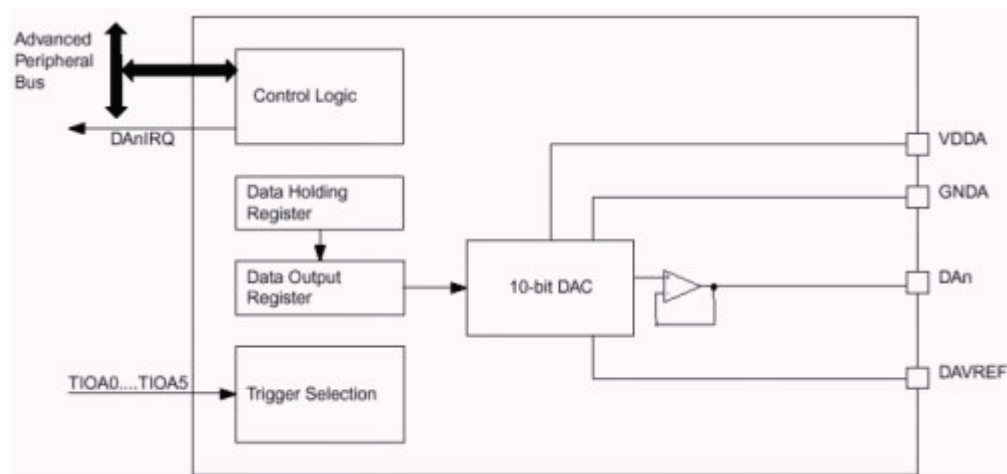 Advanced
Peripheral
Bus
Control Logic
DAnIRQ
VDDA
Data Holding
Register
GNDA
Data Output
Register
10-bit DAC
DAn
TIOA0....TIOA5
Trigger Selection
DAVREF